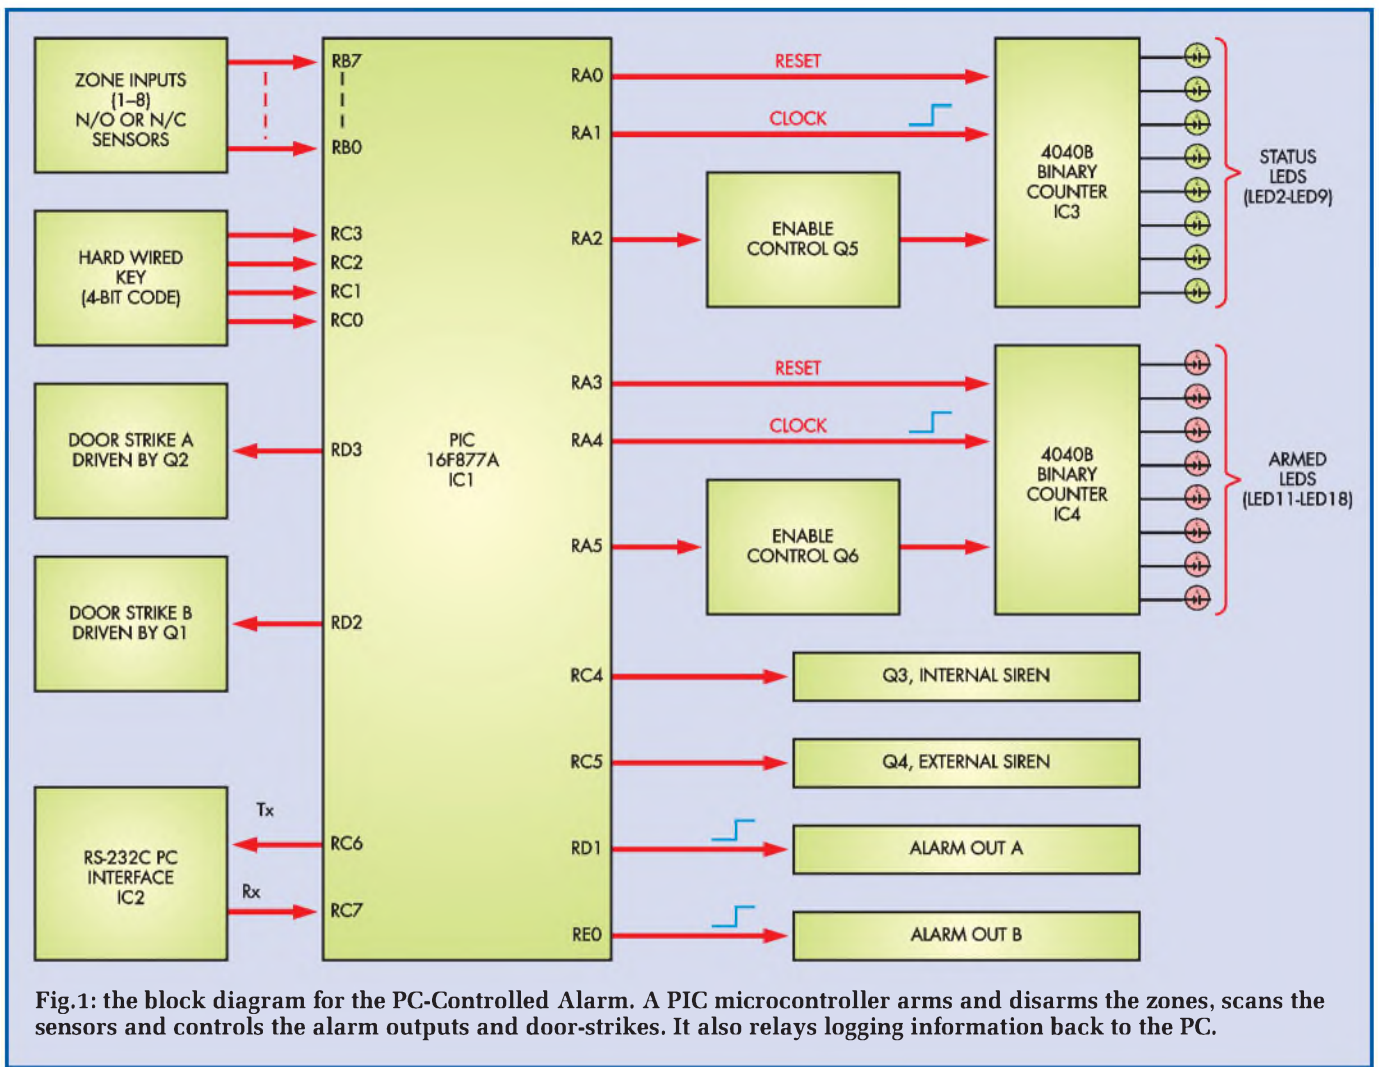 ZONE INPUTS
(1–8)
N/O OR N/C
SENSORS
HARD WIRED
KEY
(4-BIT CODE)
DOOR STRIKE A
DRIVEN BY Q2
DOOR STRIKE B
DRIVEN BY Q1
RS-232C PC
INTERFACE
IC2
Tx
Rx
RB7
RB0
RC3
RC2
RC1
RC0
RD3
RD2
RC6
RC7
PIC
16F877A
IC1
RA0
RA1
RA2
RA3
RA4
RA5
RC4
RC5
RD1
RE0
RESET
CLOCK
ENABLE
CONTROL Q5
4040B
BINARY
COUNTER
IC3
STATUS
LEDS
(LED2-LED9)
RESET
CLOCK
ENABLE
CONTROL Q6
4040B
BINARY
COUNTER
IC4
ARMED
LEDS
(LED11-LED18)
Q3, INTERNAL SIREN
Q4, EXTERNAL SIREN
ALARM OUT A
ALARM OUT B
Fig.1: the block diagram for the PC-Controlled Alarm. A PIC microcontroller arms and disarms the zones, scans the
sensors and controls the alarm outputs and door-strikes. It also relays logging information back to the PC.